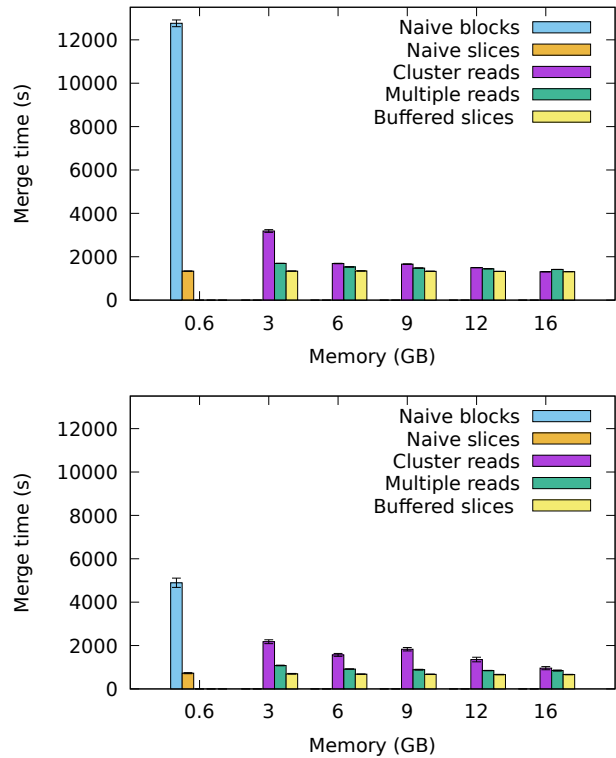 Naive blocks
Naive slices
Cluster reads
Multiple reads
Buffered slices
12000
10000
8000
6000
4000
2000
0
Merge time (s)
0.6 3 6 9 12 16
Memory (GB)
Naive blocks
Naive slices
Cluster reads
Multiple reads
Buffered slices
12000
10000
8000
6000
4000
2000
0
Merge time (s)
0.6 3 6 9 12 16
Memory (GB)